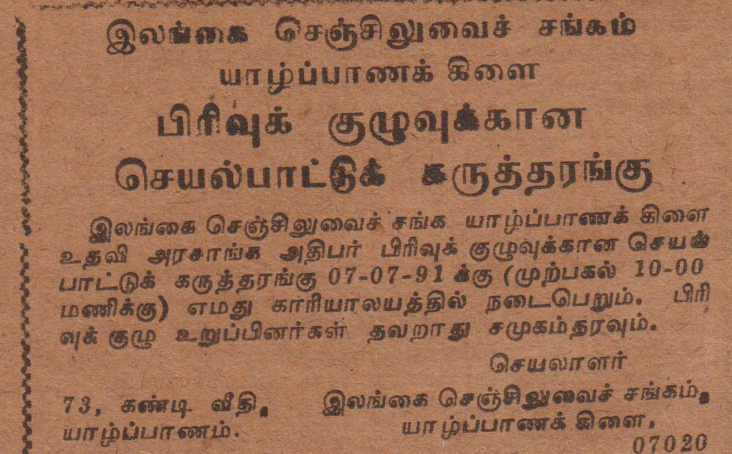 இலங்கை செஞ்சிலுவைச் சங்கம்
யாழ்ப்பாணக் கிளை
பிரிவுக் குழுவுக்கான
செயல்பாட்டுக் கருத்தரங்கு
இலங்கை செஞ்சிலுவைச் சங்க யாழ்ப்பாணக் கிளை
உதவி அரசாங்க அதிபர் பிரிவுக் குழுவுக்கான செயல்
பாட்டுக் கருத்தரங்கு 07-07-91 க்கு (முற்பகல் 10-00
மணிக்கு) எமது காரியாலயத்தில் நடைபெறும். பிரி
வுக் குழு உறுப்பினர்கள் தவறாது சமுகம்தரவும்.
செயலாளர்
73, கண்டி வீதி, இலங்கை செஞ்சிலுவைச் சங்கம்,
யாழ்ப்பாணம். யாழ்ப்பாணக் கிளை.
07020